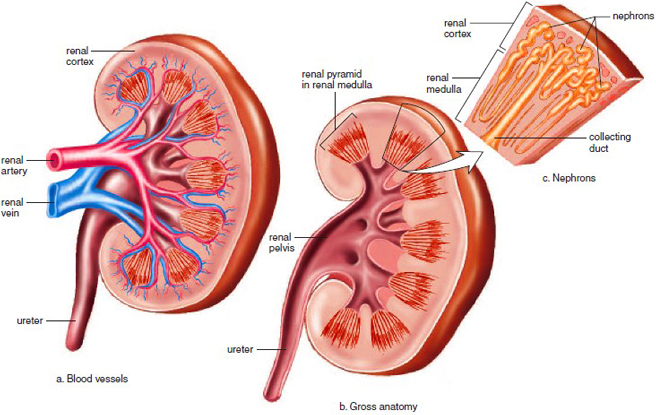 renal
cortex
renal
artery
renal
vein
ureter
a. Blood vessels
renal pyramid
in renal medulla
renal
pelvis
ureter
b. Gross anatomy
renal
cortex
nephrons
renal
medulla
collecting
duct
c. Nephrons